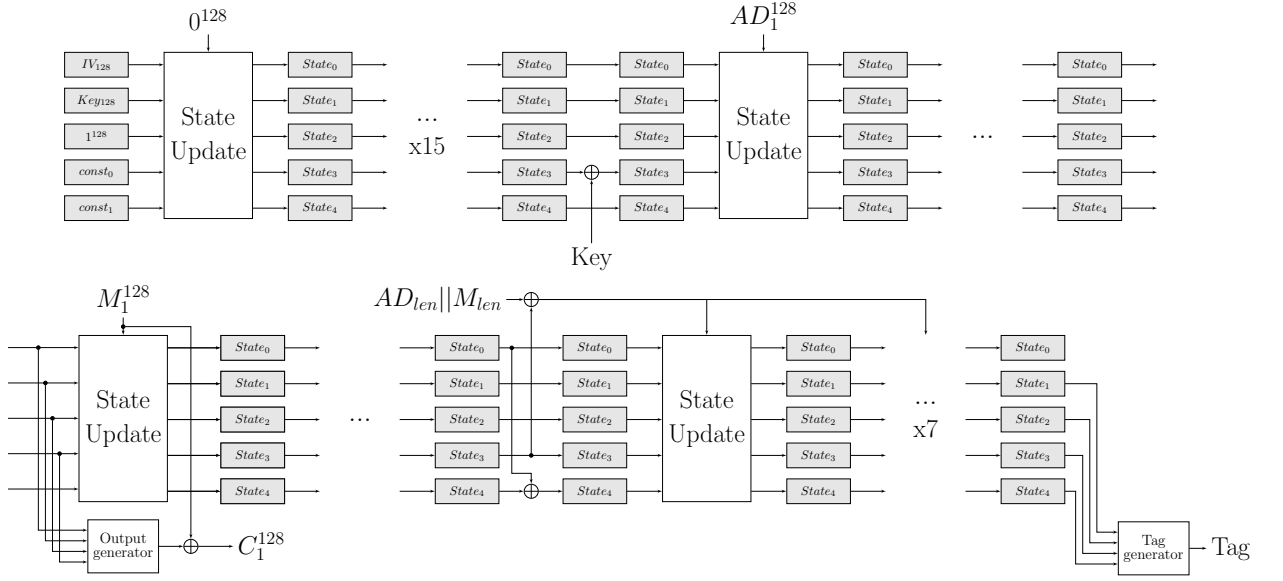 0^128
AD_1^128
IV_128
Key_128
1^128
const_0
const_1
State
Update
State_0
State_1
State_2
State_3
State_4
...
x15
State_0
State_1
State_2
State_3
State_4
State_0
State_1
State_2
State_3
State_4
Key
State
Update
State_0
State_1
State_2
State_3
State_4
...
State_0
State_1
State_2
State_3
State_4
M_1^128
State
Update
State_0
State_1
State_2
State_3
State_4
Output
generator
C_1^128
...
AD_len||M_len
State_0
State_1
State_2
State_3
State_4
State_0
State_1
State_2
State_3
State_4
State
Update
State_0
State_1
State_2
State_3
State_4
...
x7
State_0
State_1
State_2
State_3
State_4
Tag
generator
Tag